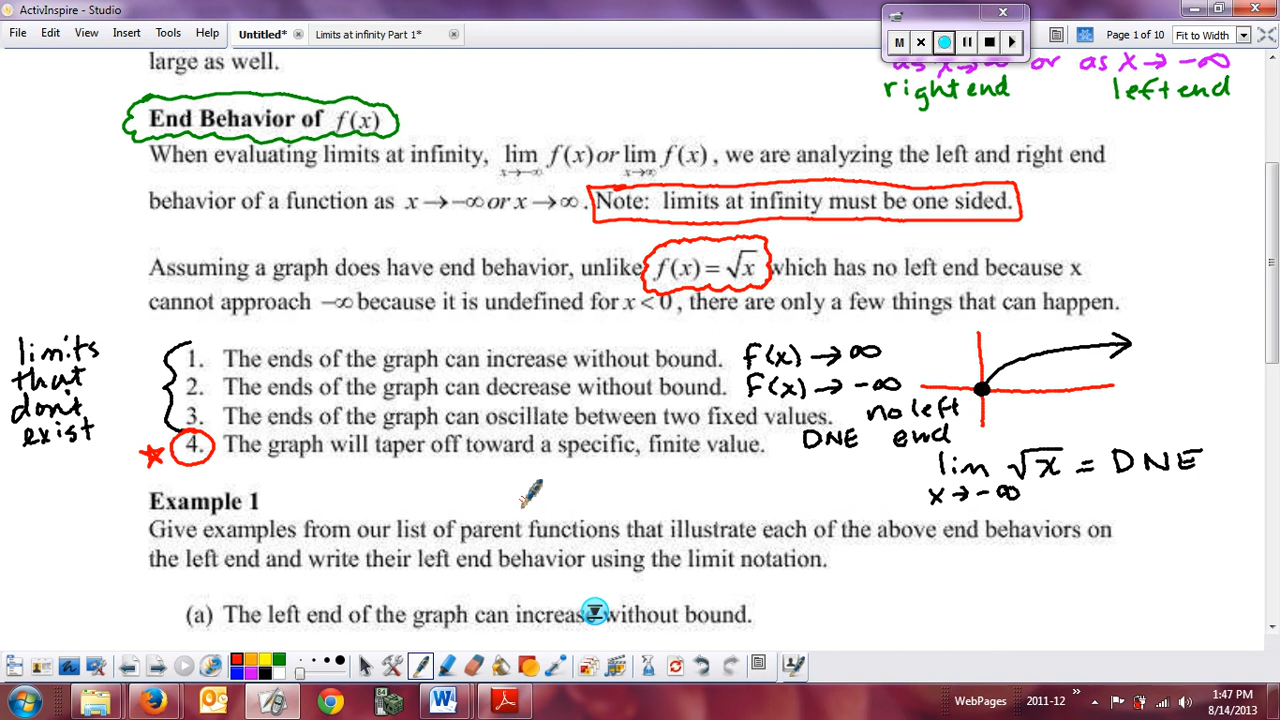 ActivInspire - Studio
File Edit View Insert Tools Help Untitled* Limits at infinity Part 1* Page 1 of 10 Fit to Width
M
large as well.
as x→∞ or as x→-∞
right end left end
End Behavior of f(x)
When evaluating limits at infinity, lim x→-∞ f(x) or lim x→∞ f(x), we are analyzing the left and right end
behavior of a function as x→-∞ or x→∞. Note: limits at infinity must be one sided.
Assuming a graph does have end behavior, unlike f(x)=√x which has no left end because x
cannot approach -∞ because it is undefined for x<0, there are only a few things that can happen.
limits
that
don't
exist
1. The ends of the graph can increase without bound. f(x)→∞
2. The ends of the graph can decrease without bound. f(x)→-∞
3. The ends of the graph can oscillate between two fixed values. DNE
4. The graph will taper off toward a specific, finite value.
no left
end
lim √x = DNE
x→-∞
Example 1
Give examples from our list of parent functions that illustrate each of the above end behaviors on
the left end and write their left end behavior using the limit notation.
(a) The left end of the graph can increase without bound.
WebPages 2011-12 » 1:47 PM
8/14/2013